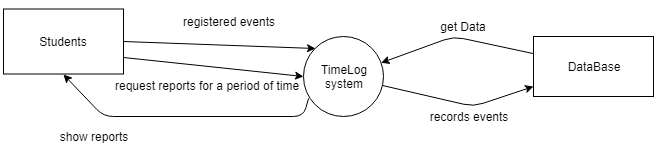 registered events
get Data
Students
TimeLog
system
DataBase
request reports for a period of time
records events
show reports